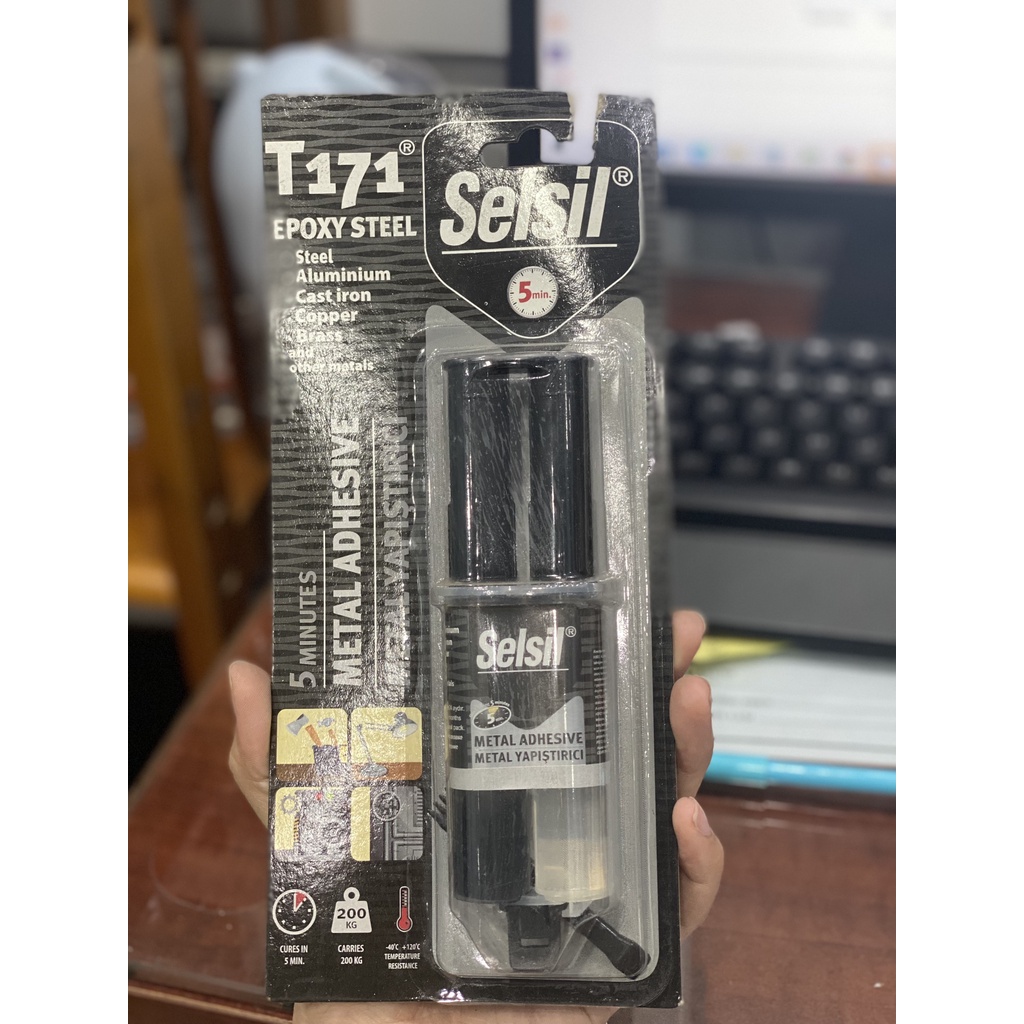 T171®
EPOXY STEEL
Steel
Aluminium
Cast iron
Copper
Brass
and
other metals
Selsil®
5min.
5 MINUTES
METAL ADHESIVE
METAL YAPIŞTIRICI
Selsil®
5
METAL ADHESIVE
METAL YAPIŞTIRICI
CURES IN
5 MIN.
200
KG
CARRIES
200 KG
-40°C +120°C
TEMPERATURE
RESISTANCE